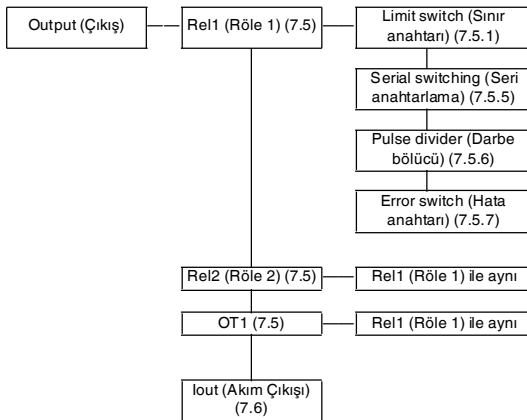 Output (Çıkış)
Rel1 (Röle 1) (7.5)
Limit switch (Sınır
anahtarı) (7.5.1)
Serial switching (Seri
anahtarlama) (7.5.5)
Pulse divider (Darbe
bölücü) (7.5.6)
Error switch (Hata
anahtarı) (7.5.7)
Rel2 (Röle 2) (7.5)
Rel1 (Röle 1) ile aynı
OT1 (7.5)
Rel1 (Röle 1) ile aynı
Iout (Akım Çıkışı)
(7.6)